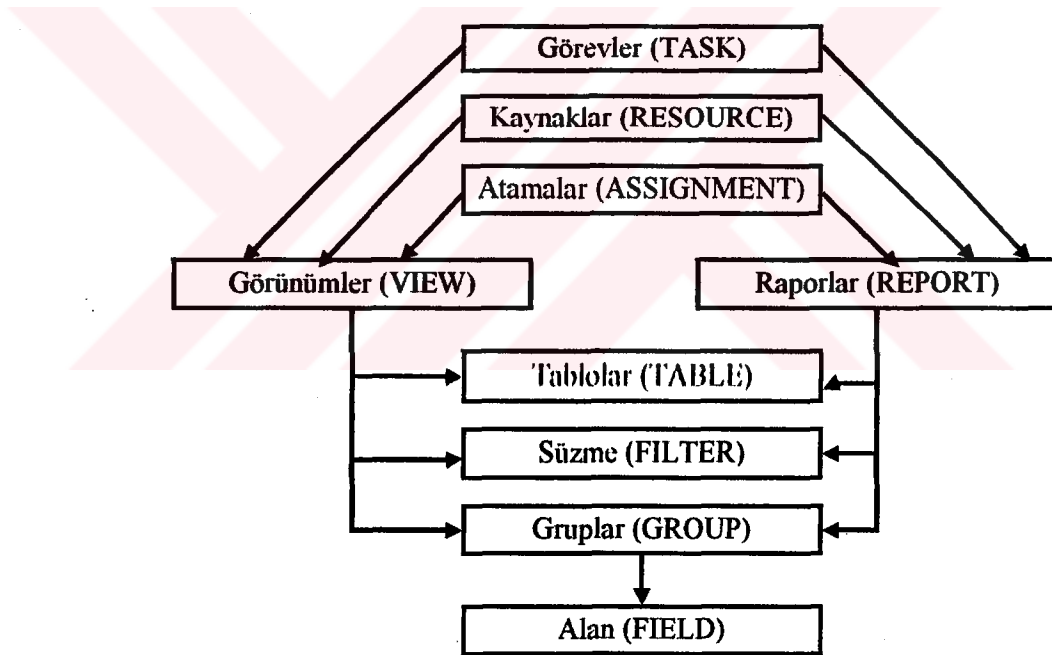 Görevler (TASK)
Kaynaklar (RESOURCE)
Atamalar (ASSIGNMENT)
Görünümler (VIEW)
Raporlar (REPORT)
Tablolar (TABLE)
Süzme (FILTER)
Gruplar (GROUP)
Alan (FIELD)